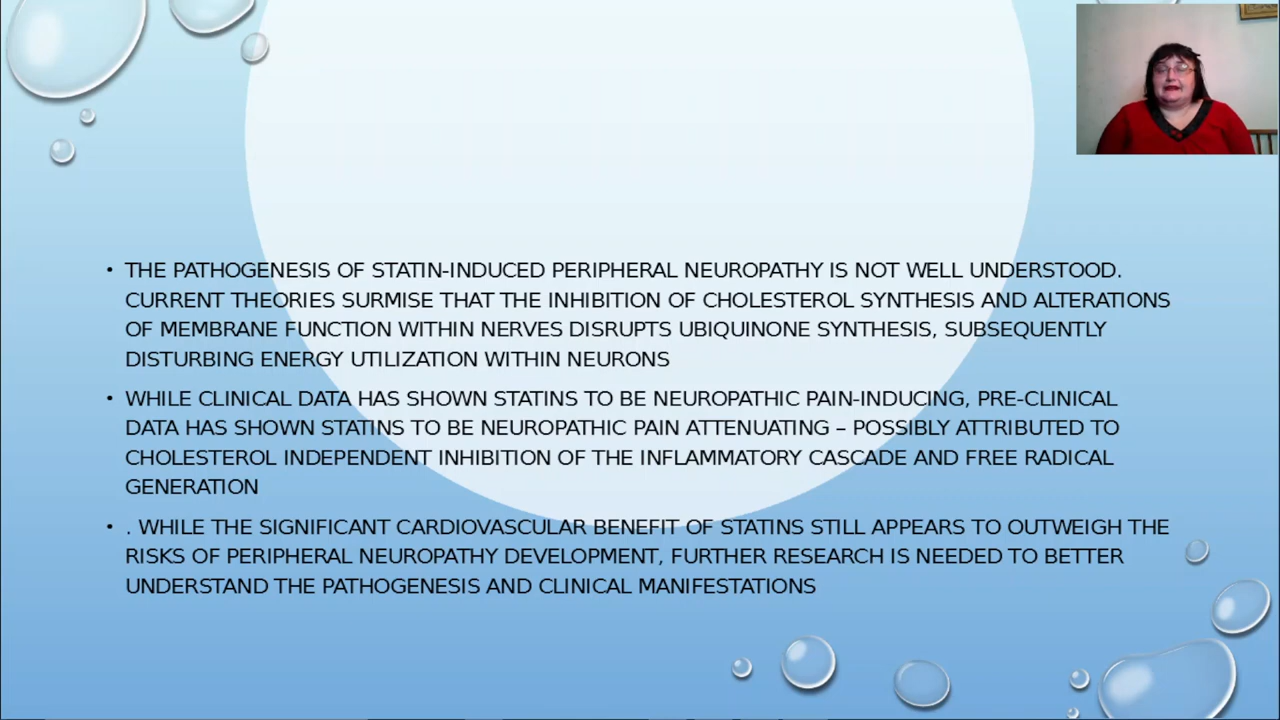 • THE PATHOGENESIS OF STATIN-INDUCED PERIPHERAL NEUROPATHY IS NOT WELL UNDERSTOOD.
CURRENT THEORIES SURMISE THAT THE INHIBITION OF CHOLESTEROL SYNTHESIS AND ALTERATIONS
OF MEMBRANE FUNCTION WITHIN NERVES DISRUPTS UBIQUINONE SYNTHESIS, SUBSEQUENTLY
DISTURBING ENERGY UTILIZATION WITHIN NEURONS
• WHILE CLINICAL DATA HAS SHOWN STATINS TO BE NEUROPATHIC PAIN-INDUCING, PRE-CLINICAL
DATA HAS SHOWN STATINS TO BE NEUROPATHIC PAIN ATTENUATING – POSSIBLY ATTRIBUTED TO
CHOLESTEROL INDEPENDENT INHIBITION OF THE INFLAMMATORY CASCADE AND FREE RADICAL
GENERATION
• . WHILE THE SIGNIFICANT CARDIOVASCULAR BENEFIT OF STATINS STILL APPEARS TO OUTWEIGH THE
RISKS OF PERIPHERAL NEUROPATHY DEVELOPMENT, FURTHER RESEARCH IS NEEDED TO BETTER
UNDERSTAND THE PATHOGENESIS AND CLINICAL MANIFESTATIONS